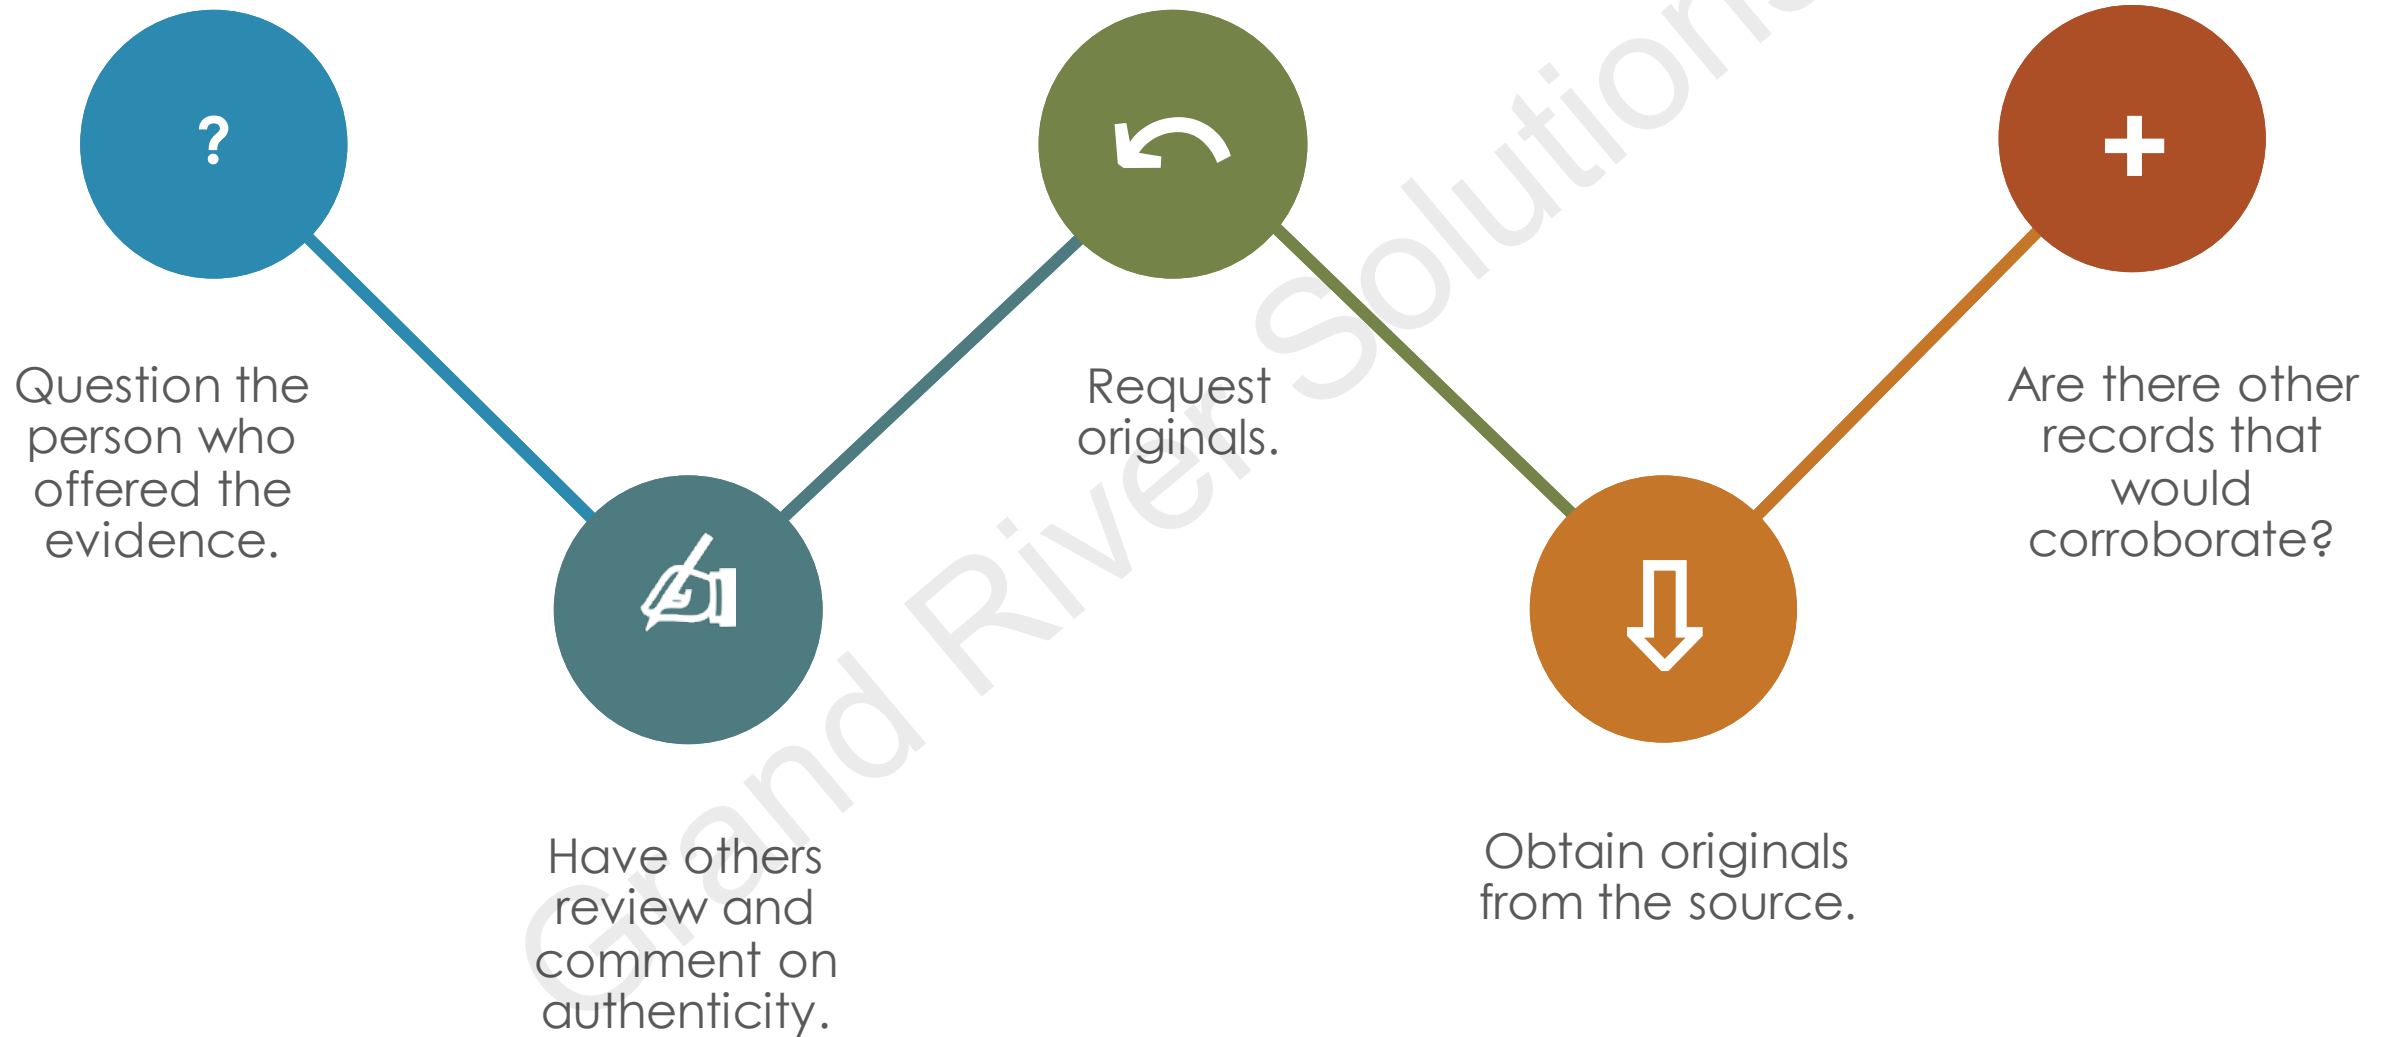 ?
Question the
person who
offered the
evidence.
Have others
review and
comment on
authenticity.
Request
originals.
Obtain originals
from the source.
+
Are there other
records that
would
corroborate?
Grand River Solutions